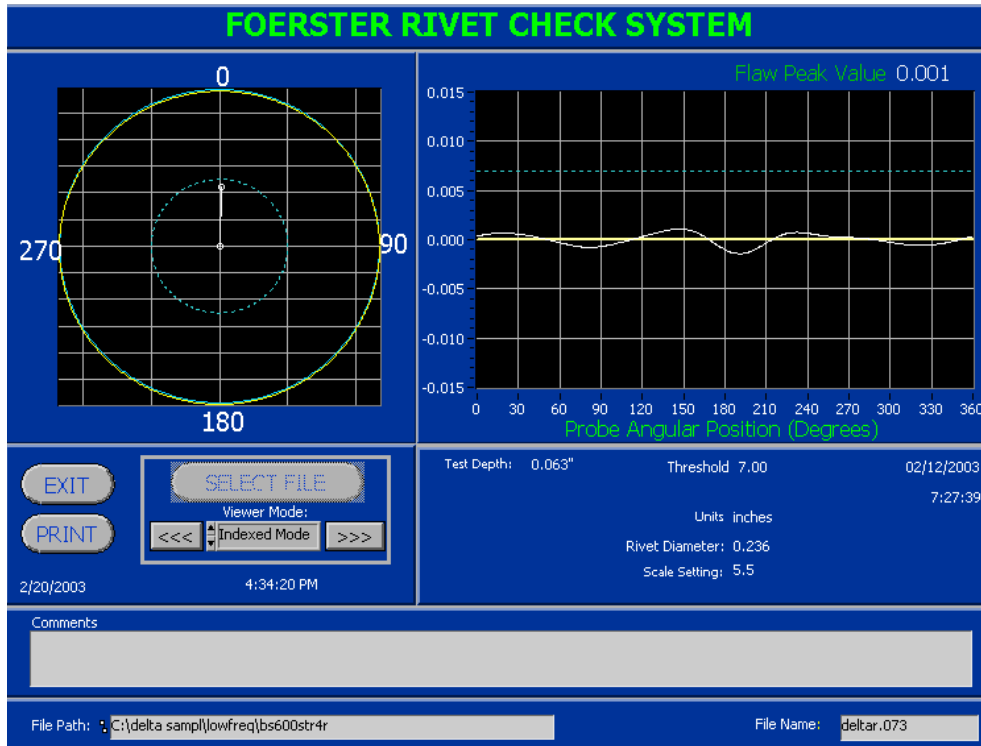 FOERSTER RIVET CHECK SYSTEM
0
270
90
180
Flaw Peak Value 0.001
0.015
0.010
0.005
0.000
-0.005
-0.010
-0.015
0 30 60 90 120 150 180 210 240 270 300 330 360
Probe Angular Position (Degrees)
EXIT
PRINT
SELECT FILE
Viewer Mode:
<<< Indexed Mode >>>
2/20/2003 4:34:20 PM
Test Depth: 0.063" Threshold 7.00 02/12/2003
7:27:39
Units inches
Rivet Diameter: 0.236
Scale Setting: 5.5
Comments
File Path: C:\delta sampl\lowfreq\bs600str4r
File Name: deltar.073